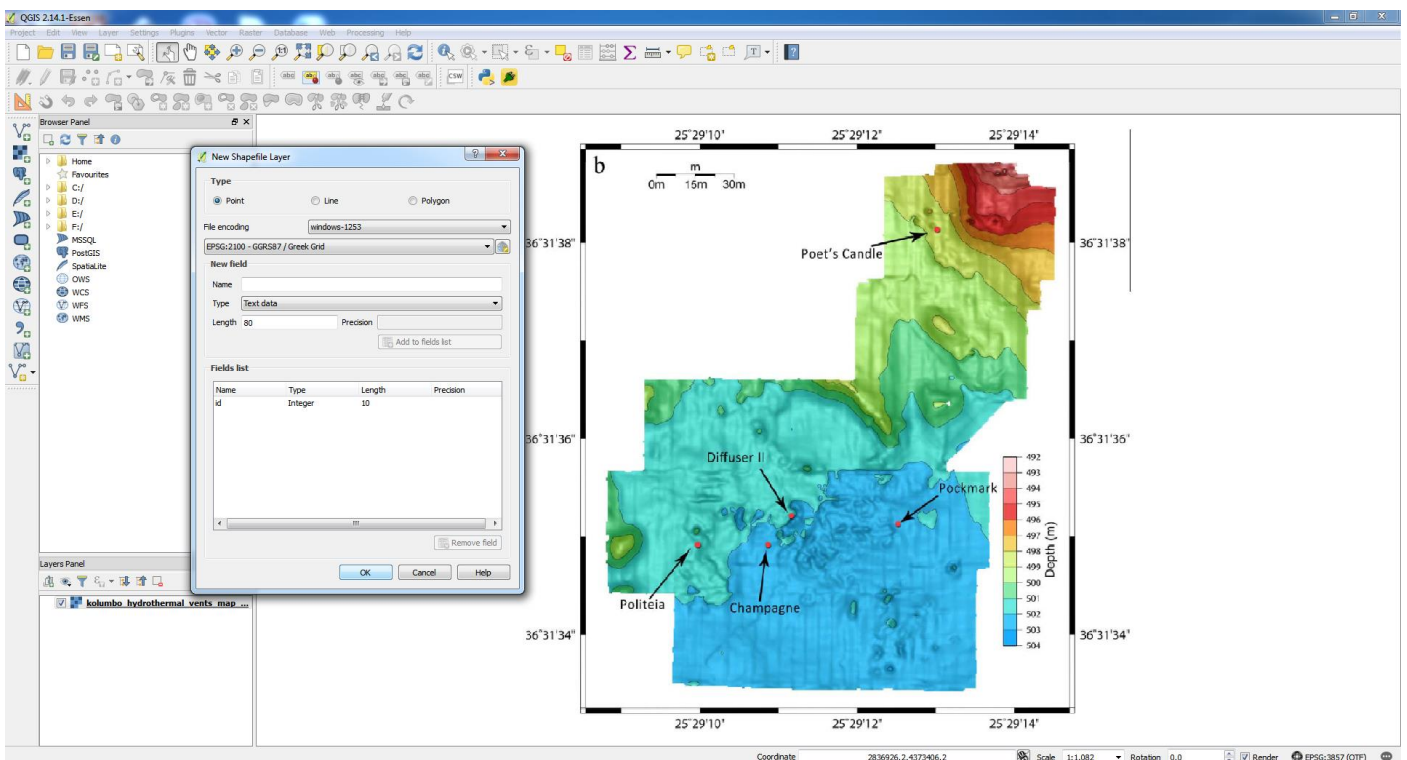 QGIS 2.14.1-Essen
Project Edit View Layer Settings Plugins Vector Raster Database Web Processing Help
CSW
Browser Panel
Home
Favourites
C:/
D:/
E:/
F:/
MSSQL
PostGIS
SpatiaLite
OWS
WCS
WFS
WMS
Layers Panel
kolumbo_hydrothermal_vents_map_...
New Shapefile Layer
Type
Point Line Polygon
File encoding windows-1253
EPSG:2100 - GGRS87 / Greek Grid
New field
Name
Type Text data
Length 80 Precision
Add to fields list
Fields list
Name Type Length Precision
id Integer 10
Remove field
OK Cancel Help
25°29'10" 25°29'12" 25°29'14"
b
m
0m 15m 30m
36°31'38" 36°31'38"
Poet's Candle
36°31'36" 36°31'36"
Diffuser II
Pockmark
Politeia
Champagne
492
493
494
495
496
497
498
499
500
501
502
503
504
Depth (m)
36°31'34" 36°31'34"
25°29'10" 25°29'12" 25°29'14"
Coordinate 2836926.2,4373406.2 Scale 1:1.082 Rotation 0.0 Render EPSG:3857 (OTF)